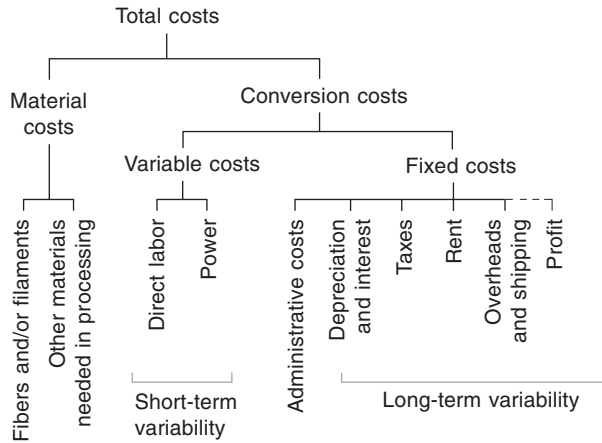 Total costs
Material
costs
Conversion costs
Variable costs
Fixed costs
Fibers and/or filaments
Other materials
needed in processing
Direct labor
Power
Administrative costs
Depreciation
and interest
Taxes
Rent
Overheads
and shipping
Profit
Short-term
variability
Long-term variability